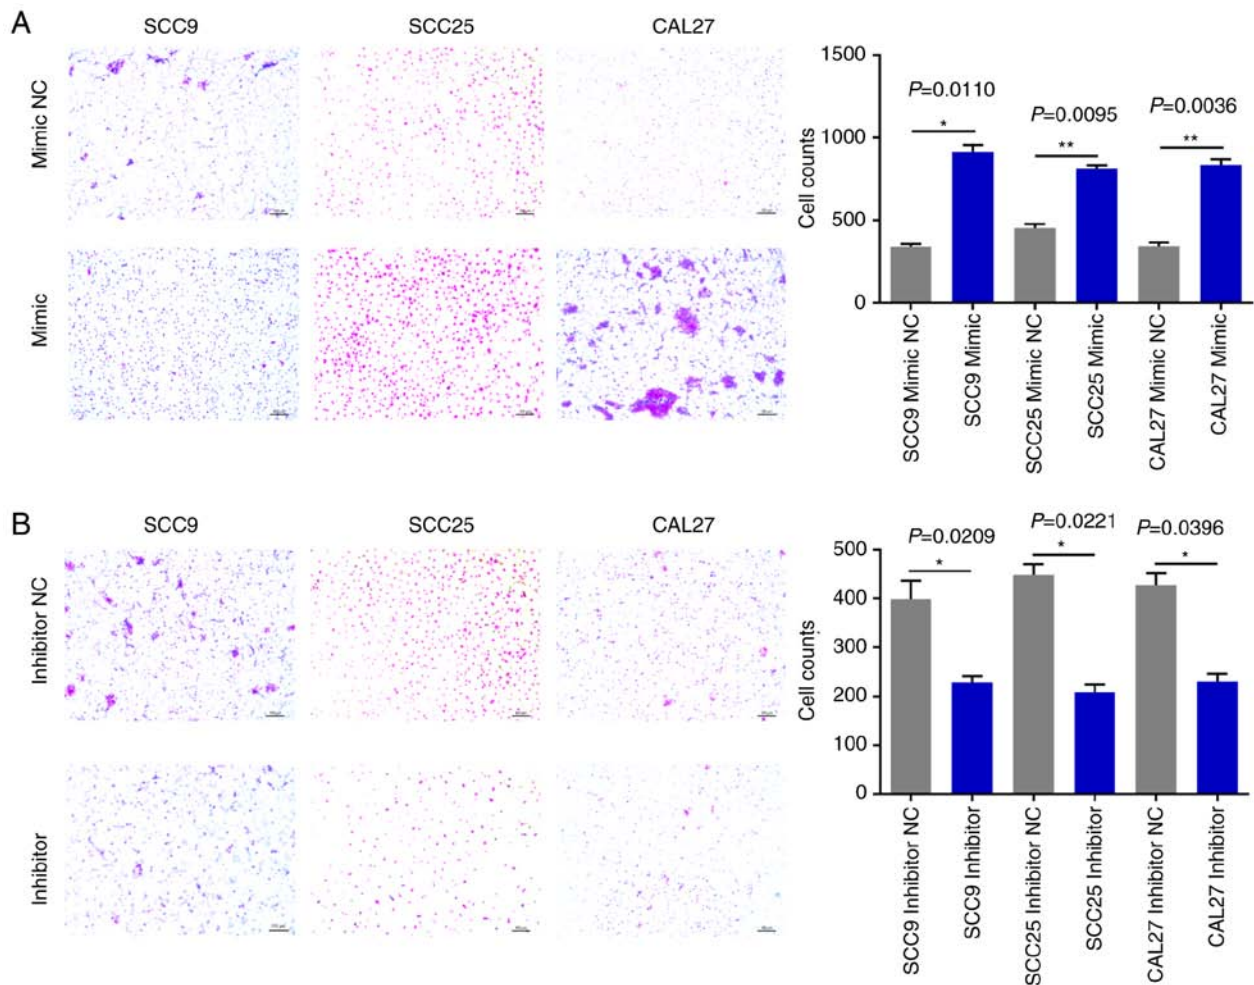 A
SCC9
SCC25
CAL27
Mimic NC
Mimic
1500
1000
500
0
Cell counts
P=0.0110
*
P=0.0095
**
P=0.0036
**
SCC9 Mimic NC
SCC9 Mimic
SCC25 Mimic NC
SCC25 Mimic
CAL27 Mimic NC
CAL27 Mimic
B
SCC9
SCC25
CAL27
Inhibitor NC
Inhibitor
500
400
300
200
100
0
Cell counts
P=0.0209
*
P=0.0221
*
P=0.0396
*
SCC9 Inhibitor NC
SCC9 Inhibitor
SCC25 Inhibitor NC
SCC25 Inhibitor
CAL27 Inhibitor NC
CAL27 Inhibitor